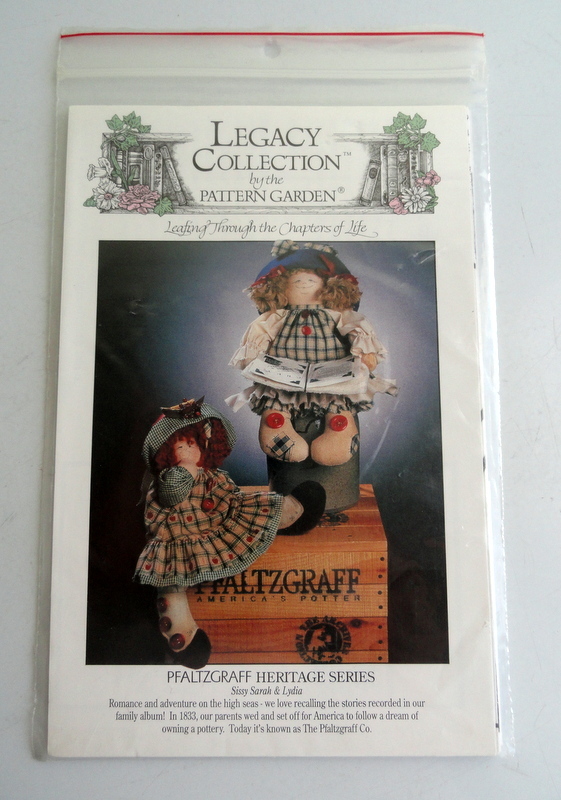 LEGACY
COLLECTION™
by the
PATTERN GARDEN®
Leafing Through the Chapters of Life
PFALTZGRAFF
AMERICA'S POTTER
PFALTZGRAFF HERITAGE SERIES
Sissy Sarah & Lydia
Romance and adventure on the high seas - we love recalling the stories recorded in our
family album! In 1833, our parents wed and set off for America to follow a dream of
owning a pottery. Today it's known as The Pfaltzgraff Co.